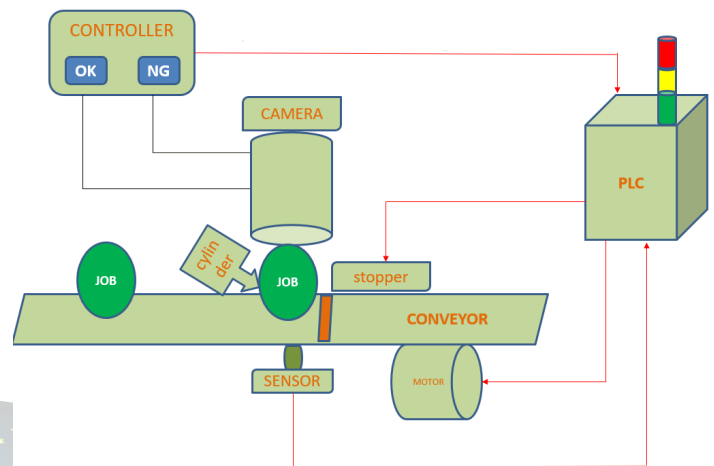 CONTROLLER
OK
NG
CAMERA
PLC
cylin
der
JOB
JOB
stopper
CONVEYOR
SENSOR
MOTOR